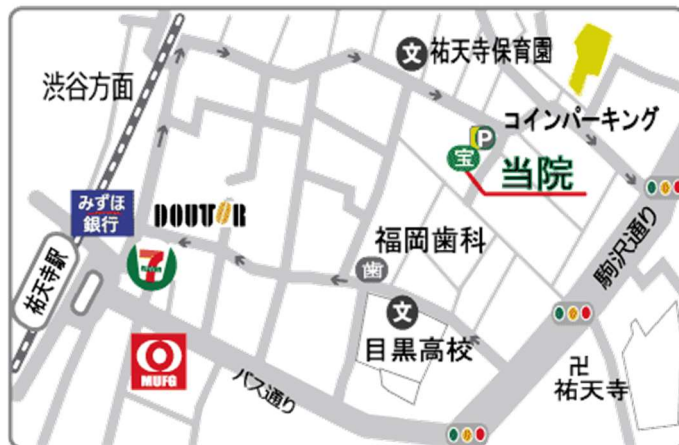 文
祐天寺保育園
渋谷方面
コインパーキング
P
宝
当院
みずほ
銀行
DOUTOR
福岡歯科
駒沢通り
7
歯
祐天寺駅
文
目黒高校
MUFG
バス通り
卍
祐天寺